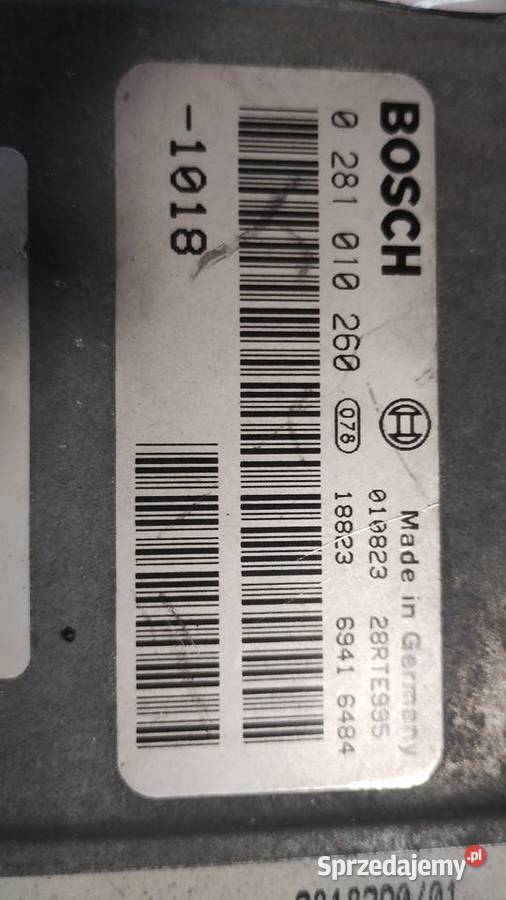 BOSCH
Made in Germany
0 281 010 260
078
010823 28RTE995
18823 6941 6484
-1018
Sprzedajemy.pl